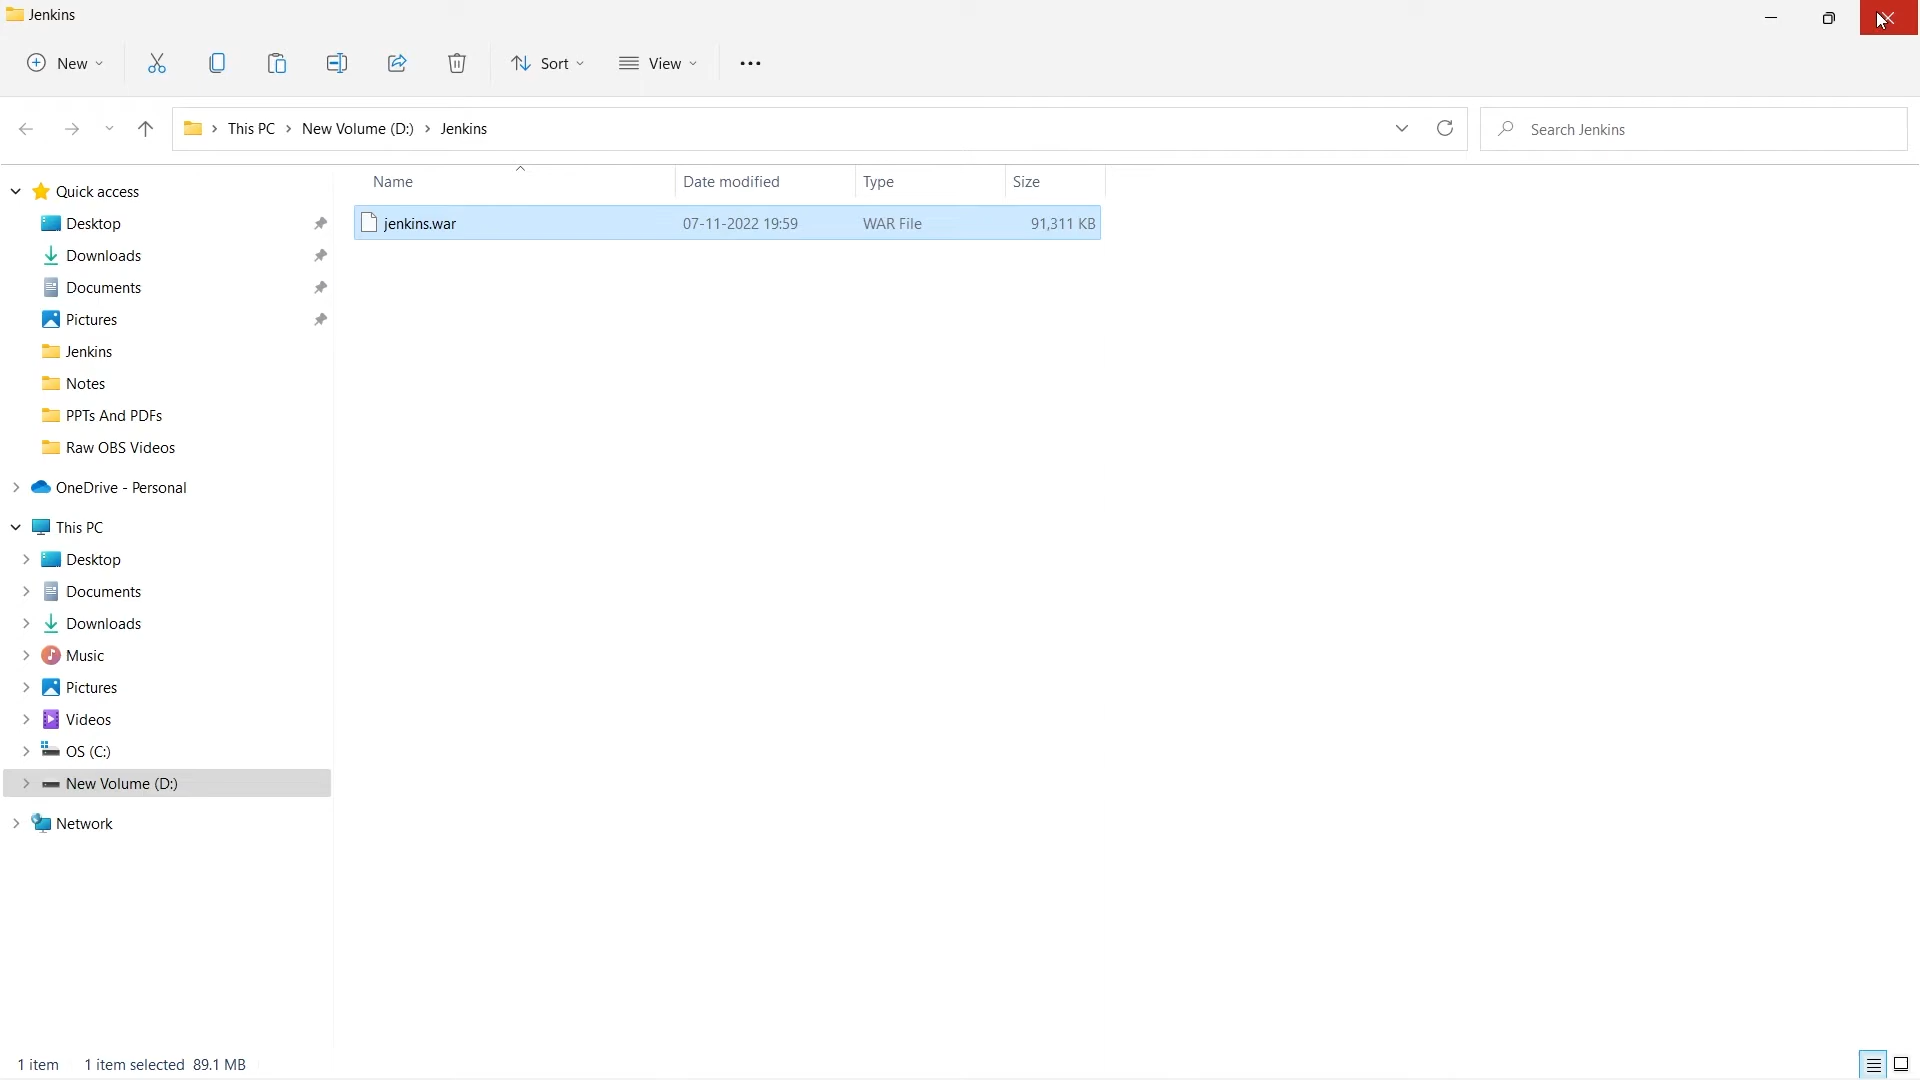 Jenkins
New
Sort
View
This PC
New Volume (D:)
Jenkins
Search Jenkins
Name
Date modified
Type
Size
jenkins.war
07-11-2022 19:59
WAR File
91,311 KB
Quick access
Desktop
Downloads
Documents
Pictures
Jenkins
Notes
PPTs And PDFs
Raw OBS Videos
OneDrive - Personal
This PC
Desktop
Documents
Downloads
Music
Pictures
Videos
OS (C:)
New Volume (D:)
Network
1 item
1 item selected 89.1 MB